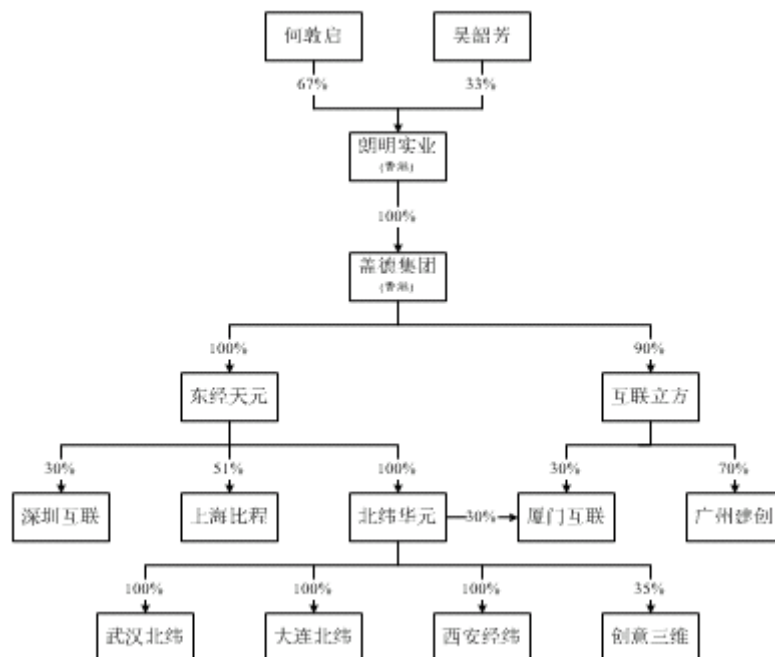 何敦启
吴韶芳
67%
33%
朗明实业
(香港)
100%
盖德集团
(香港)
100%
90%
东经天元
互联立方
30%
51%
100%
30%
70%
深圳互联
上海比程
北纬华元
30%
厦门互联
广州建创
100%
100%
100%
35%
武汉北纬
大连北纬
西安经纬
创意三维